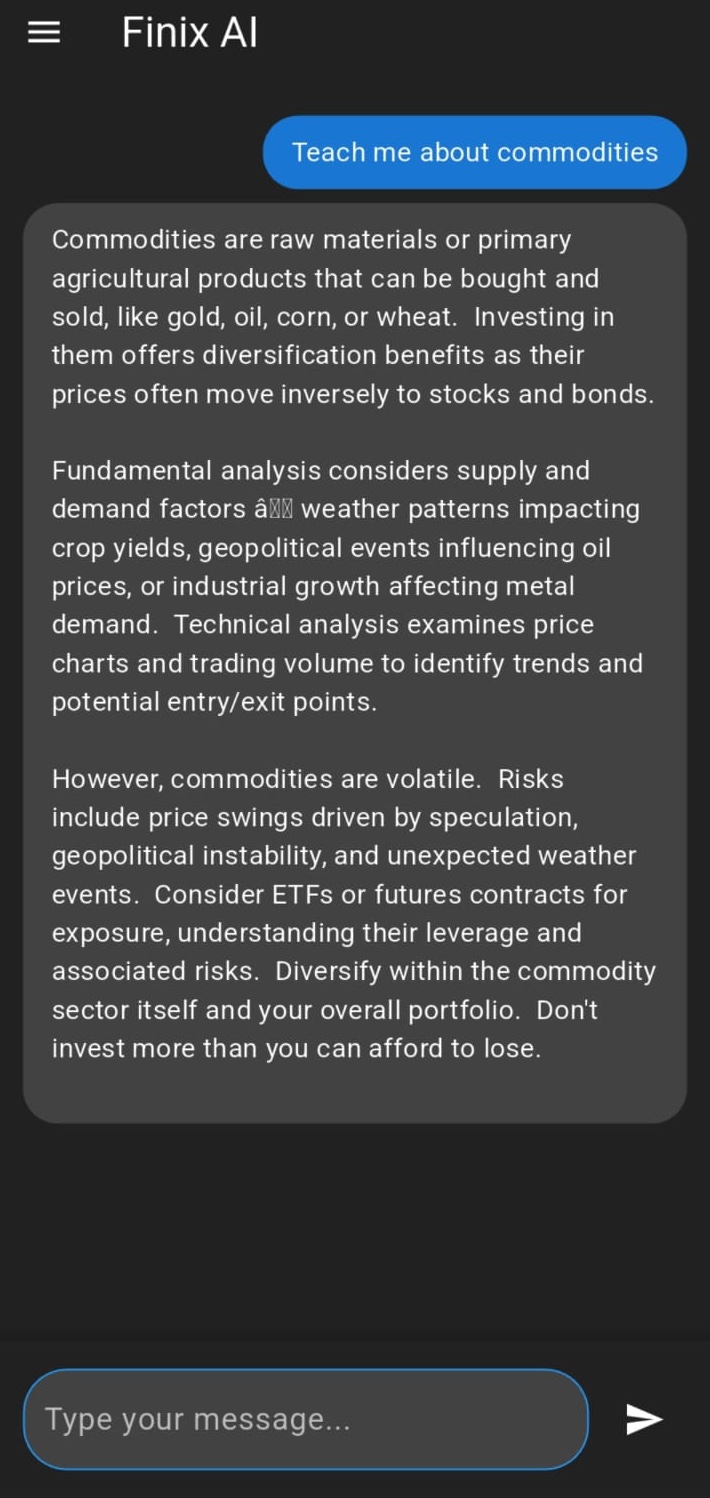 Finix AI
Teach me about commodities
Commodities are raw materials or primary
agricultural products that can be bought and
sold, like gold, oil, corn, or wheat.  Investing in
them offers diversification benefits as their
prices often move inversely to stocks and bonds.
Fundamental analysis considers supply and
demand factors â weather patterns impacting
crop yields, geopolitical events influencing oil
prices, or industrial growth affecting metal
demand.  Technical analysis examines price
charts and trading volume to identify trends and
potential entry/exit points.
However, commodities are volatile.  Risks
include price swings driven by speculation,
geopolitical instability, and unexpected weather
events.  Consider ETFs or futures contracts for
exposure, understanding their leverage and
associated risks.  Diversify within the commodity
sector itself and your overall portfolio.  Don't
invest more than you can afford to lose.
Type your message...